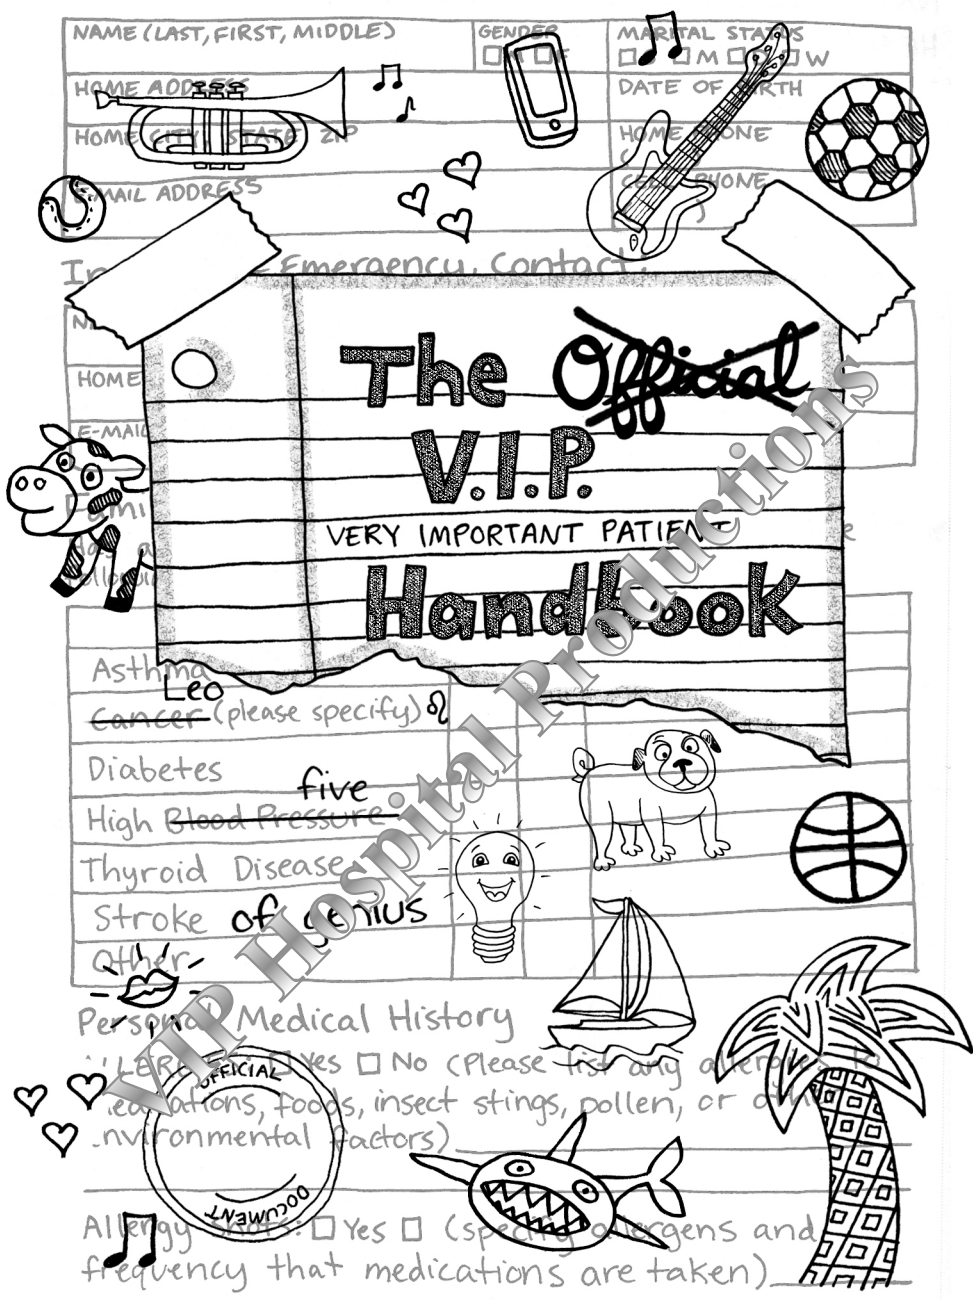 NAME (LAST, FIRST, MIDDLE)
GENDER
MARITAL STATUS
M W
HOME ADDRESS
DATE OF BIRTH
HOME CITY, STATE ZIP
HOME PHONE
E-MAIL ADDRESS
CELL PHONE
Emergency, Contact:
The Official
HOME
V.I.P.
E-MAIL
VERY IMPORTANT PATIENT
Handbook
Asthma
Leo
Cancer (please specify) ♌
Diabetes
five
High Blood Pressure
Thyroid Disease
Stroke of genius
Other
Personal Medical History
Yes No (Please list any allergies to
medications, foods, insect stings, pollen, or other
environmental factors)
OFFICIAL
DOCUMENT
Allergy shots: Yes (specify allergens and
frequency that medications are taken)
VIP Hospital Productions